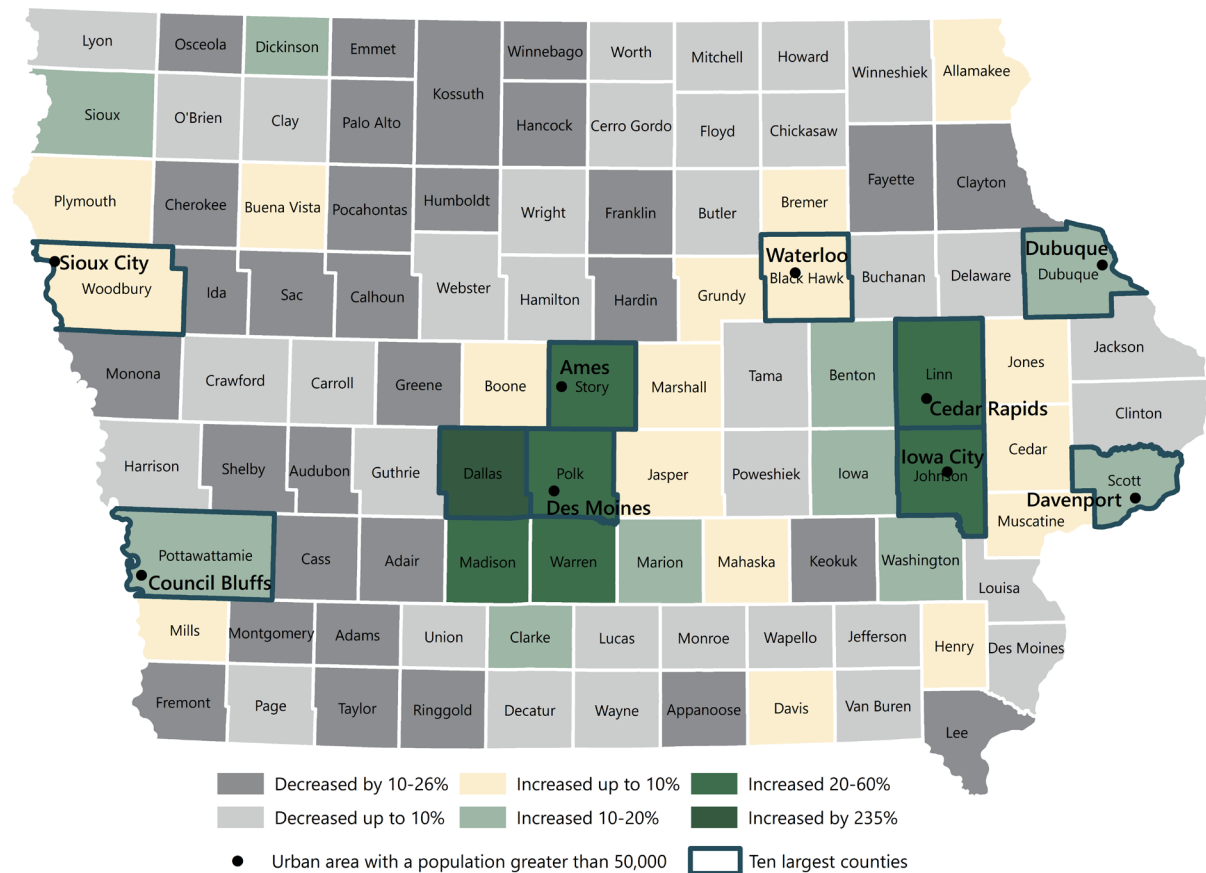 Lyon
Osceola
Dickinson
Emmet
Kossuth
Winnebago
Worth
Mitchell
Howard
Winneshiek
Allamakee
Sioux
O'Brien
Clay
Palo Alto
Hancock
Cerro Gordo
Floyd
Chickasaw
Plymouth
Cherokee
Buena Vista
Pocahontas
Humboldt
Wright
Franklin
Butler
Bremer
Fayette
Clayton
Sioux City
Woodbury
Ida
Sac
Calhoun
Webster
Hamilton
Hardin
Grundy
Waterloo
Black Hawk
Buchanan
Delaware
Dubuque
Dubuque
Monona
Crawford
Carroll
Greene
Boone
Ames
Story
Marshall
Tama
Benton
Linn
Cedar Rapids
Jones
Jackson
Clinton
Harrison
Shelby
Audubon
Guthrie
Dallas
Polk
Des Moines
Jasper
Poweshiek
Iowa
Iowa City
Johnson
Cedar
Scott
Davenport
Muscatine
Pottawattamie
Council Bluffs
Cass
Adair
Madison
Warren
Marion
Mahaska
Keokuk
Washington
Louisa
Mills
Montgomery
Adams
Union
Clarke
Lucas
Monroe
Wapello
Jefferson
Henry
Des Moines
Fremont
Page
Taylor
Ringgold
Decatur
Wayne
Appanoose
Davis
Van Buren
Lee
Decreased by 10-26%
Increased up to 10%
Increased 20-60%
Decreased up to 10%
Increased 10-20%
Increased by 235%
Urban area with a population greater than 50,000
Ten largest counties